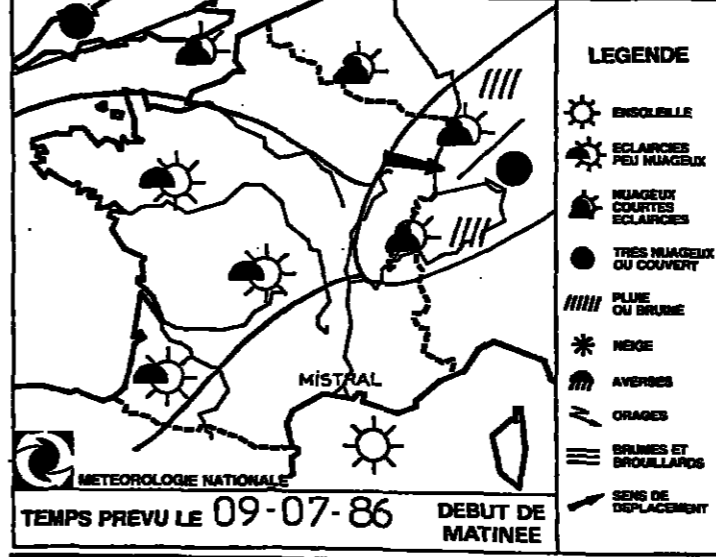 MISTRAL
METEOROLOGIE NATIONALE
TEMPS PREVU LE 09-07-86 DEBUT DE
MATINEE
LEGENDE
ENSOLEILLE
ECLAIRCIES
PEU NUAGEUX
NUAGEUX
COURTES
ECLAIRCIES
TRES NUAGEUX
OU COUVERT
PLUIE
OU BRUINE
NEIGE
AVERSES
ORAGES
BRUMES ET
BROUILLARDS
SENS DE
DEPLACEMENT